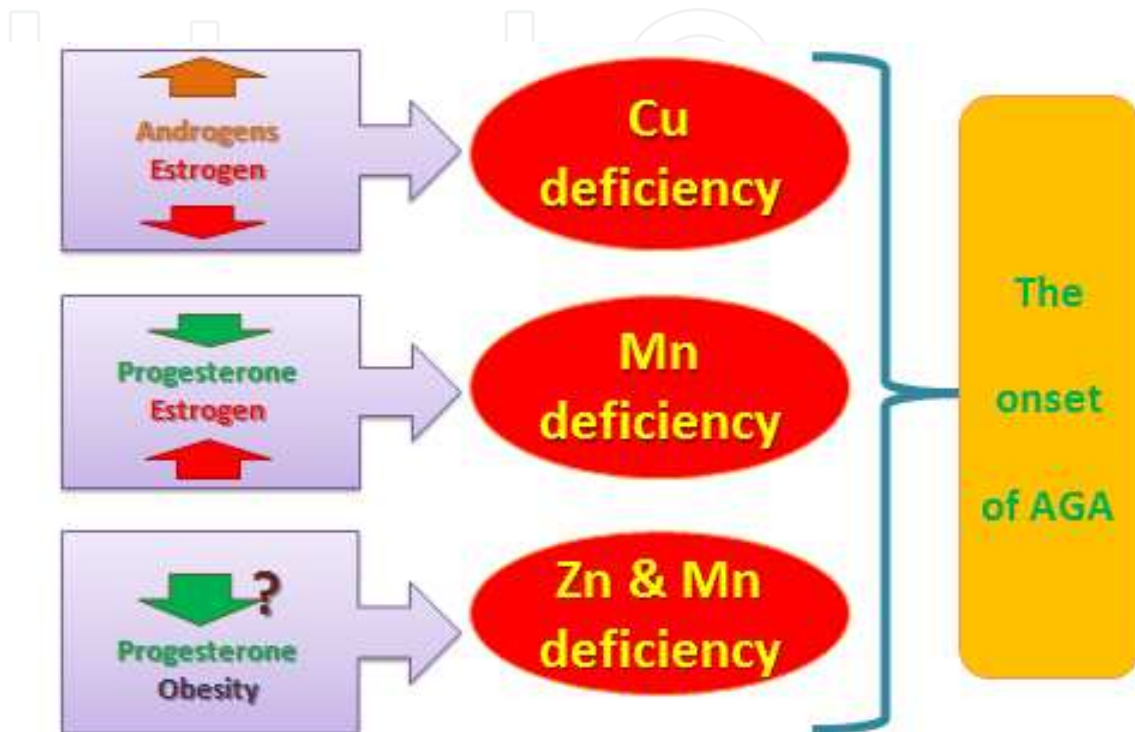 Androgens
Estrogen
Cu
deficiency
Progesterone
Estrogen
Mn
deficiency
?
Progesterone
Obesity
Zn & Mn
deficiency
The
onset
of AGA